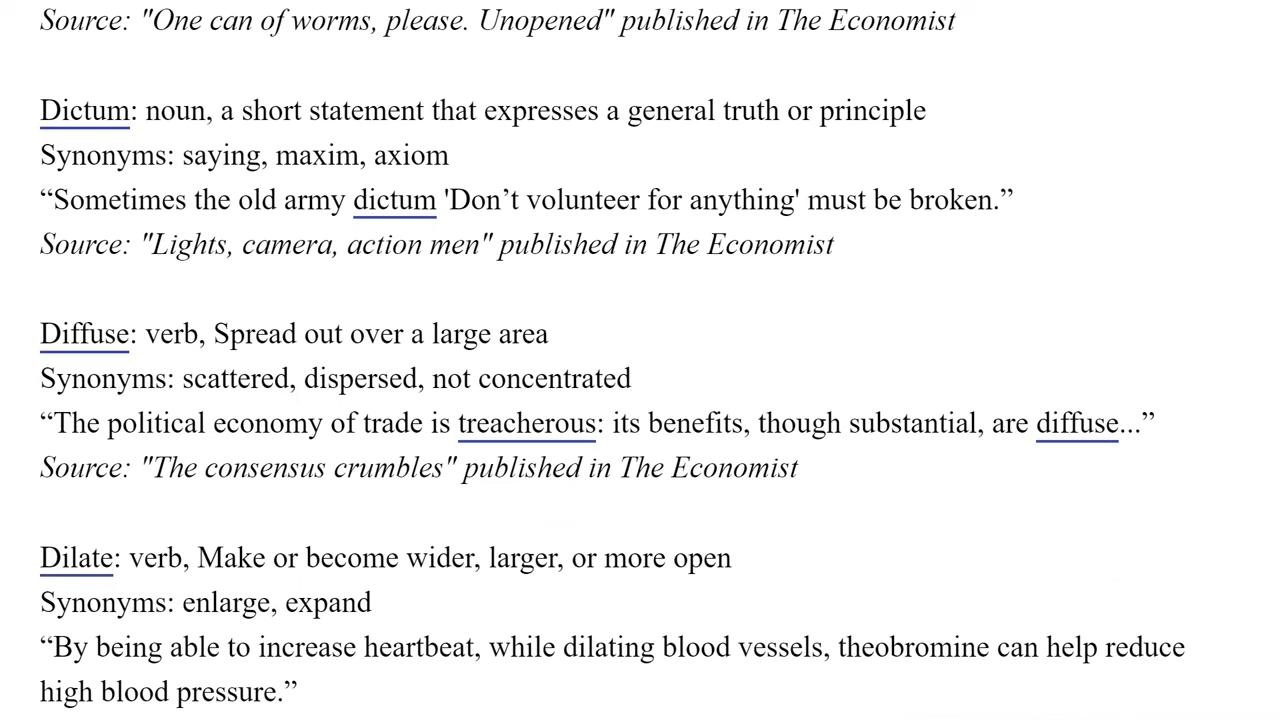 Source: "One can of worms, please. Unopened" published in The Economist
Dictum: noun, a short statement that expresses a general truth or principle
Synonyms: saying, maxim, axiom
“Sometimes the old army dictum 'Don’t volunteer for anything' must be broken.”
Source: "Lights, camera, action men" published in The Economist
Diffuse: verb, Spread out over a large area
Synonyms: scattered, dispersed, not concentrated
“The political economy of trade is treacherous: its benefits, though substantial, are diffuse...”
Source: "The consensus crumbles" published in The Economist
Dilate: verb, Make or become wider, larger, or more open
Synonyms: enlarge, expand
“By being able to increase heartbeat, while dilating blood vessels, theobromine can help reduce
high blood pressure.”